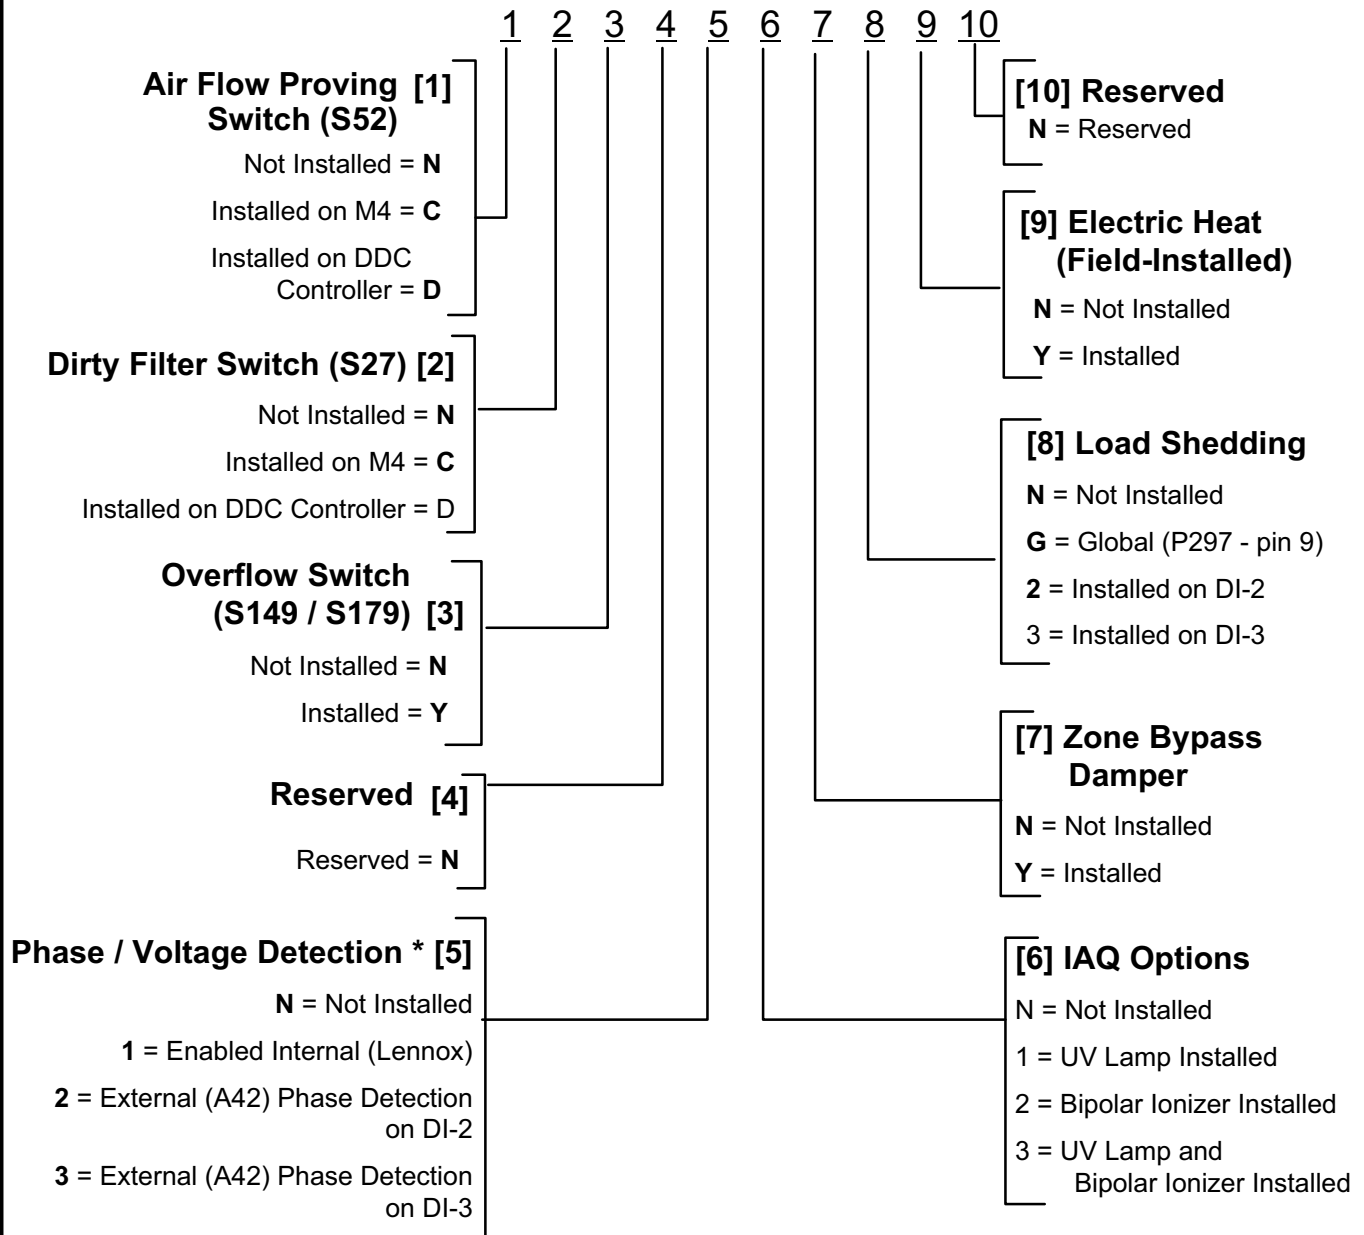 1 2 3 4 5 6 7 8 9 10
Air Flow Proving [1]
Switch (S52)
Not Installed = N
Installed on M4 = C
Installed on DDC
Controller = D
Dirty Filter Switch (S27) [2]
Not Installed = N
Installed on M4 = C
Installed on DDC Controller = D
Overflow Switch
(S149 / S179) [3]
Not Installed = N
Installed = Y
Reserved [4]
Reserved = N
Phase / Voltage Detection * [5]
N = Not Installed
1 = Enabled Internal (Lennox)
2 = External (A42) Phase Detection
on DI-2
3 = External (A42) Phase Detection
on DI-3
[10] Reserved
N = Reserved
[9] Electric Heat
(Field-Installed)
N = Not Installed
Y = Installed
[8] Load Shedding
N = Not Installed
G = Global (P297 - pin 9)
2 = Installed on DI-2
3 = Installed on DI-3
[7] Zone Bypass
Damper
N = Not Installed
Y = Installed
[6] IAQ Options
N = Not Installed
1 = UV Lamp Installed
2 = Bipolar Ionizer Installed
3 = UV Lamp and
Bipolar Ionizer Installed